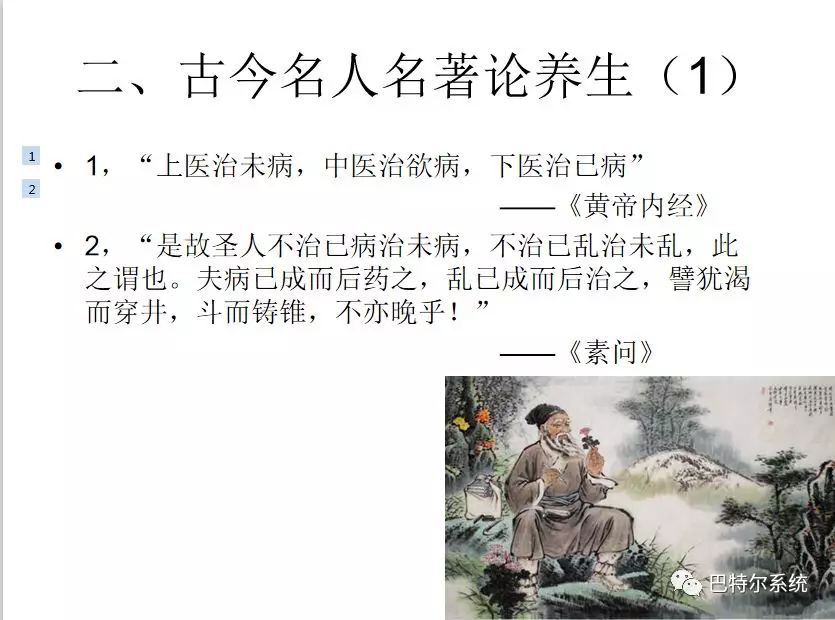 二、古今名人名著论养生（1）
1
• 1，“上医治未病，中医治欲病，下医治已病”
——《黄帝内经》
2
• 2，“是故圣人不治已病治未病，不治已乱治未乱，此
之谓也。夫病已成而后药之，乱已成而后治之，譬犹渴
而穿井，斗而铸锥，不亦晚乎！”
——《素问》
巴特尔系统